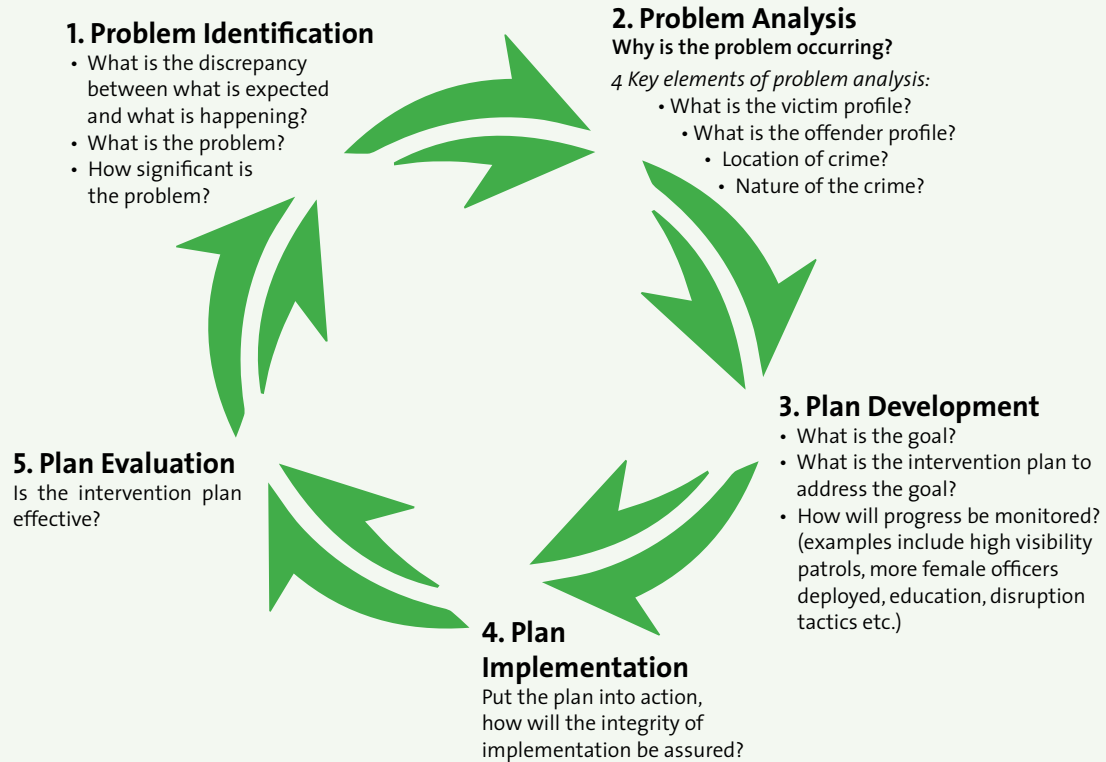 1. Problem Identification
• What is the discrepancy
between what is expected
and what is happening?
• What is the problem?
• How significant is
the problem?
2. Problem Analysis
Why is the problem occurring?
4 Key elements of problem analysis:
• What is the victim profile?
• What is the offender profile?
• Location of crime?
• Nature of the crime?
3. Plan Development
• What is the goal?
• What is the intervention plan to
address the goal?
• How will progress be monitored?
(examples include high visibility
patrols, more female officers
deployed, education, disruption
tactics etc.)
4. Plan
Implementation
Put the plan into action,
how will the integrity of
implementation be assured?
5. Plan Evaluation
Is the intervention plan
effective?